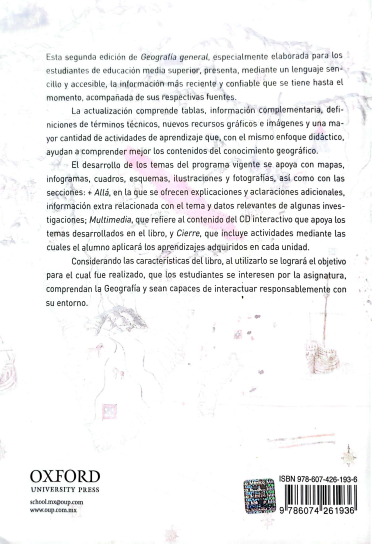 Esta segunda edición de Geografía general, especialmente elaborada para los
estudiantes de educación media superior, presenta, mediante un lenguaje sen-
cillo y accesible, la información más reciente y confiable que se tiene hasta el
momento, acompañada de sus respectivas fuentes.
La actualización comprende tablas, información complementaria, defi-
niciones de términos técnicos, nuevos recursos gráficos e imágenes y una ma-
yor cantidad de actividades de aprendizaje que, con el mismo enfoque didáctico,
ayudan a comprender mejor los contenidos del conocimiento geográfico.
El desarrollo de los temas del programa vigente se apoya con mapas,
infogramas, cuadros, esquemas, ilustraciones y fotografías, así como con las
secciones: + Allá, en la que se ofrecen explicaciones y aclaraciones adicionales,
información extra relacionada con el tema y datos relevantes de algunas inves-
tigaciones; Multimedia, que refiere al contenido del CD interactivo que apoya los
temas desarrollados en el libro, y Cierre, que incluye actividades mediante las
cuales el alumno aplicará los aprendizajes adquiridos en cada unidad.
Considerando las características del libro, al utilizarlo se logrará el objetivo
para el cual fue realizado, que los estudiantes se interesen por la asignatura,
comprendan la Geografía y sean capaces de interactuar responsablemente con
su entorno.
OXFORD
UNIVERSITY PRESS
school.mx@oup.com
www.oup.com.mx
ISBN 978-607-426-193-6
9 786074 261936